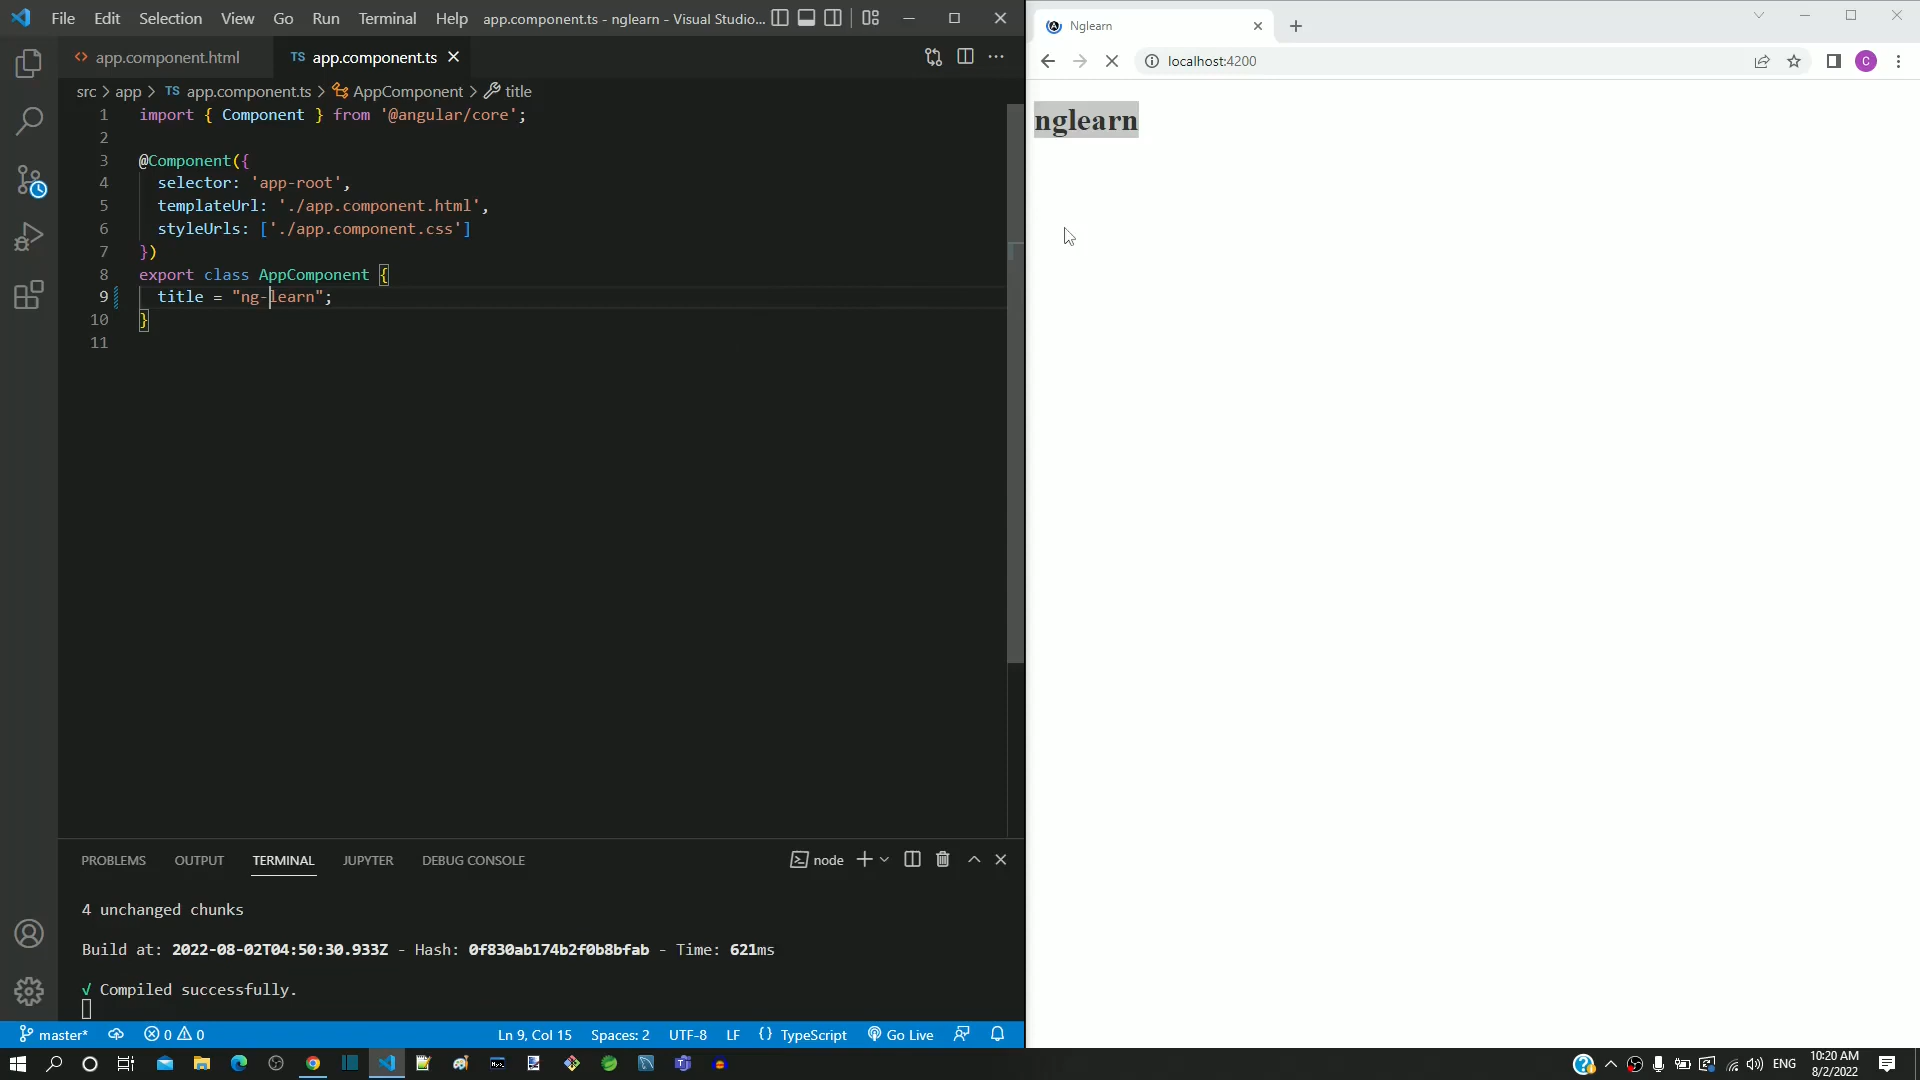 File Edit Selection View Go Run Terminal Help app.component.ts - nglearn - Visual Studio...
app.component.html
TS app.component.ts
src > app > TS app.component.ts > AppComponent > title
1 import { Component } from '@angular/core';
2
3 @Component({
4 selector: 'app-root',
5 templateUrl: './app.component.html',
6 styleUrls: ['./app.component.css']
7 })
8 export class AppComponent {
9 title = "ng-learn";
10 }
11
PROBLEMS OUTPUT TERMINAL JUPYTER DEBUG CONSOLE node
4 unchanged chunks
Build at: 2022-08-02T04:50:30.933Z - Hash: 0f830ab174b2f0b8bfab - Time: 621ms
√ Compiled successfully.
master* 0 0 Ln 9, Col 15 Spaces: 2 UTF-8 LF {} TypeScript Go Live
Nglearn
localhost:4200
C
nglearn
ENG
10:20 AM
8/2/2022